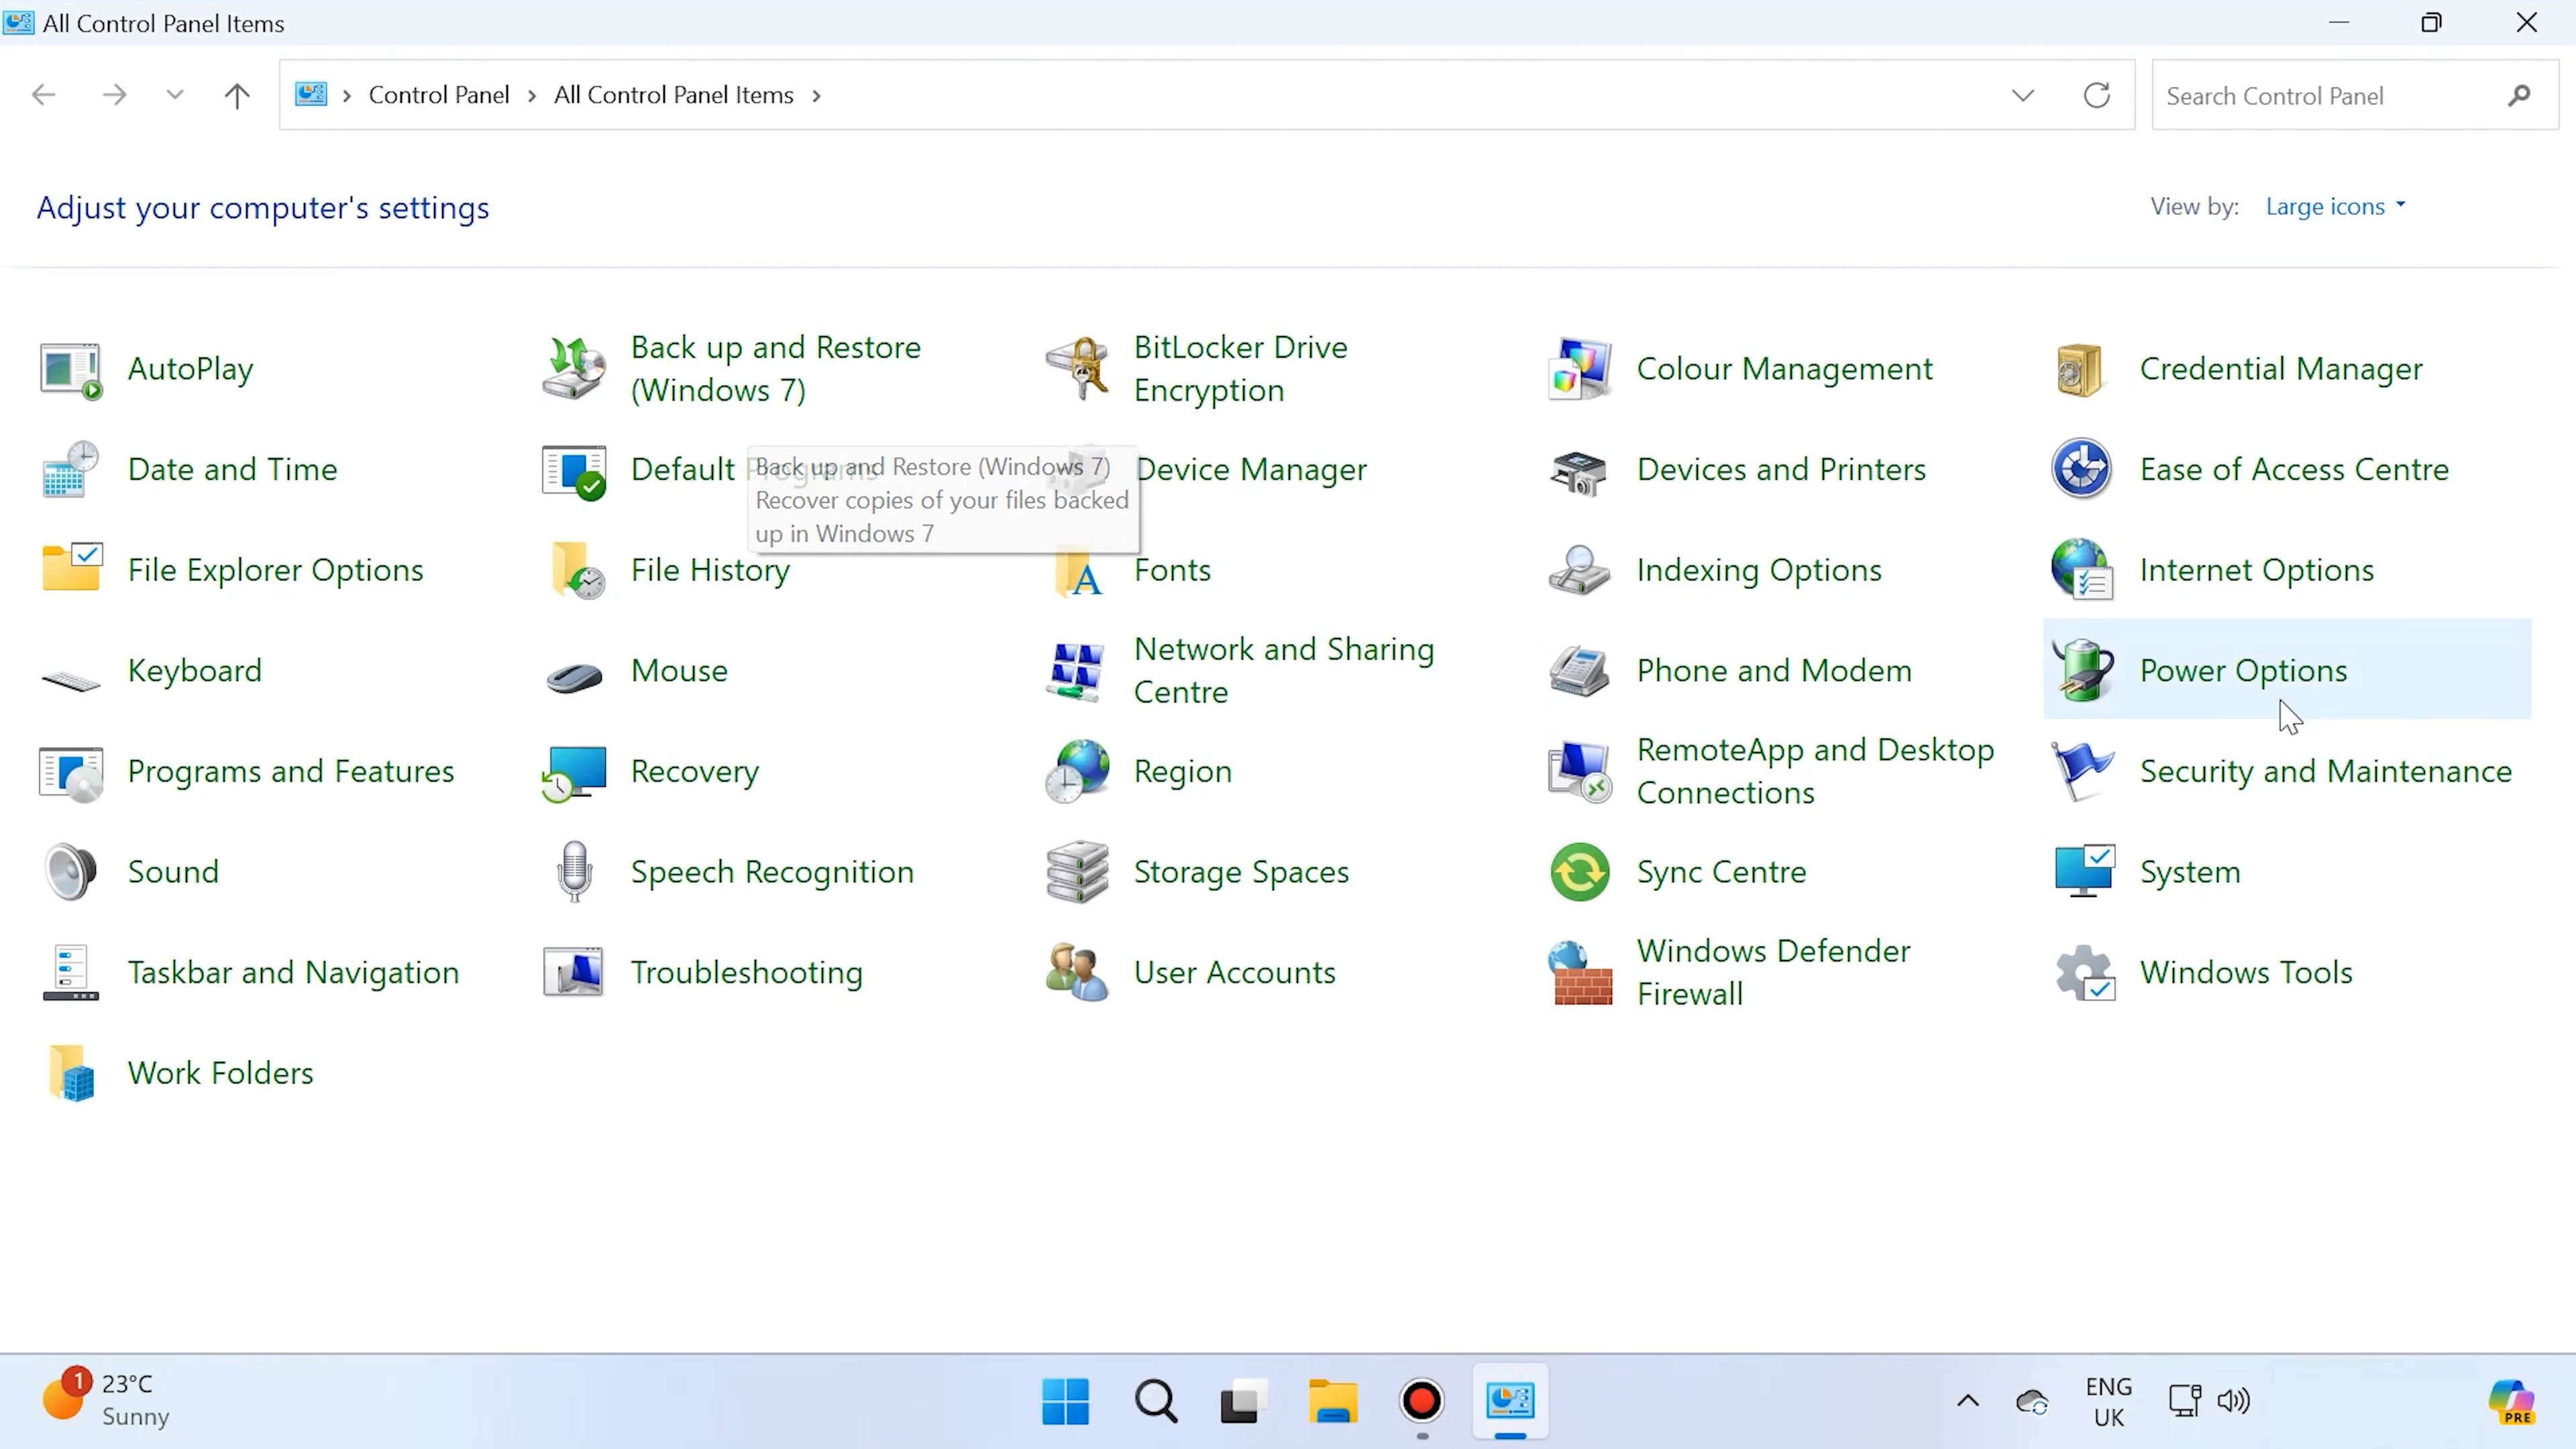 All Control Panel Items
Control Panel > All Control Panel Items >
Search Control Panel
Adjust your computer's settings
View by: Large icons
AutoPlay
Back up and Restore
(Windows 7)
BitLocker Drive
Encryption
Colour Management
Credential Manager
Date and Time
Default Programs
Device Manager
Devices and Printers
Ease of Access Centre
Back up and Restore (Windows 7)
Recover copies of your files backed
up in Windows 7
File Explorer Options
File History
Fonts
Indexing Options
Internet Options
Keyboard
Mouse
Network and Sharing
Centre
Phone and Modem
Power Options
Programs and Features
Recovery
Region
RemoteApp and Desktop
Connections
Security and Maintenance
Sound
Speech Recognition
Storage Spaces
Sync Centre
System
Taskbar and Navigation
Troubleshooting
User Accounts
Windows Defender
Firewall
Windows Tools
Work Folders
1
23°C
Sunny
ENG
UK
PRE